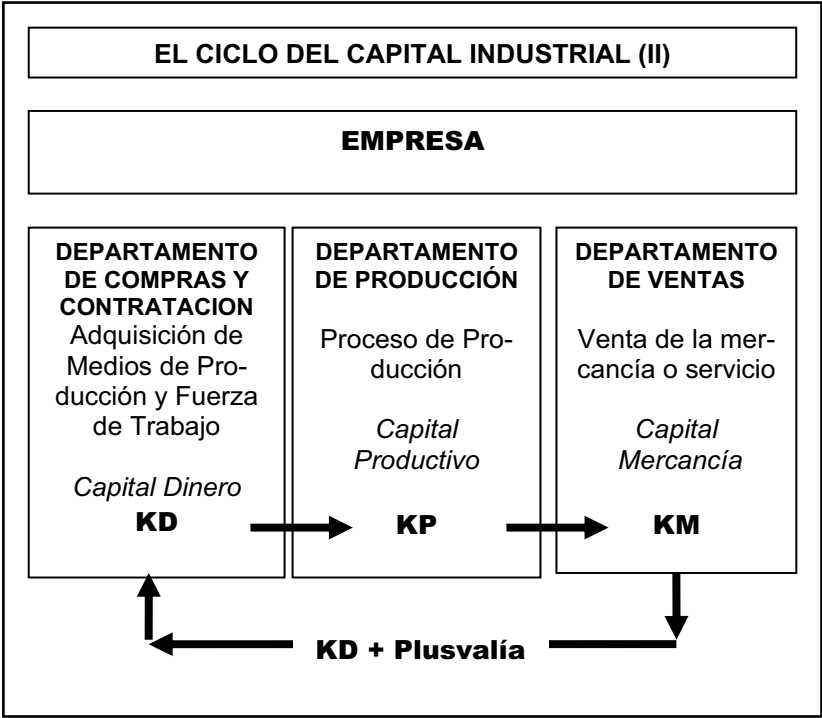 EL CICLO DEL CAPITAL INDUSTRIAL (II)
EMPRESA
DEPARTAMENTO
DE COMPRAS Y
CONTRATACION
Adquisición de
Medios de Pro-
ducción y Fuerza
de Trabajo
Capital Dinero
KD
DEPARTAMENTO
DE PRODUCCIÓN
Proceso de Pro-
ducción
Capital
Productivo
KP
DEPARTAMENTO
DE VENTAS
Venta de la mer-
cancía o servicio
Capital
Mercancía
KM
KD + Plusvalía